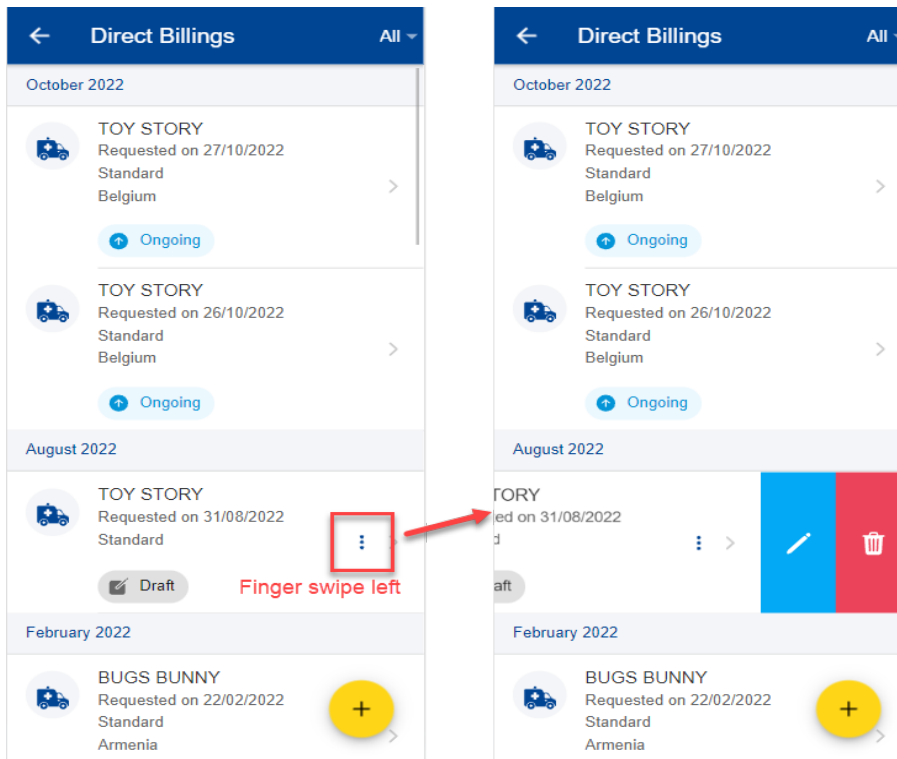 Direct Billings All
October 2022
TOY STORY
Requested on 27/10/2022
Standard
Belgium
Ongoing
TOY STORY
Requested on 26/10/2022
Standard
Belgium
Ongoing
August 2022
TOY STORY
Requested on 31/08/2022
Standard
Draft
Finger swipe left
February 2022
BUGS BUNNY
Requested on 22/02/2022
Standard
Armenia
Direct Billings All
October 2022
TOY STORY
Requested on 27/10/2022
Standard
Belgium
Ongoing
TOY STORY
Requested on 26/10/2022
Standard
Belgium
Ongoing
August 2022
TORY
ed on 31/08/2022
d
aft
February 2022
BUGS BUNNY
Requested on 22/02/2022
Standard
Armenia